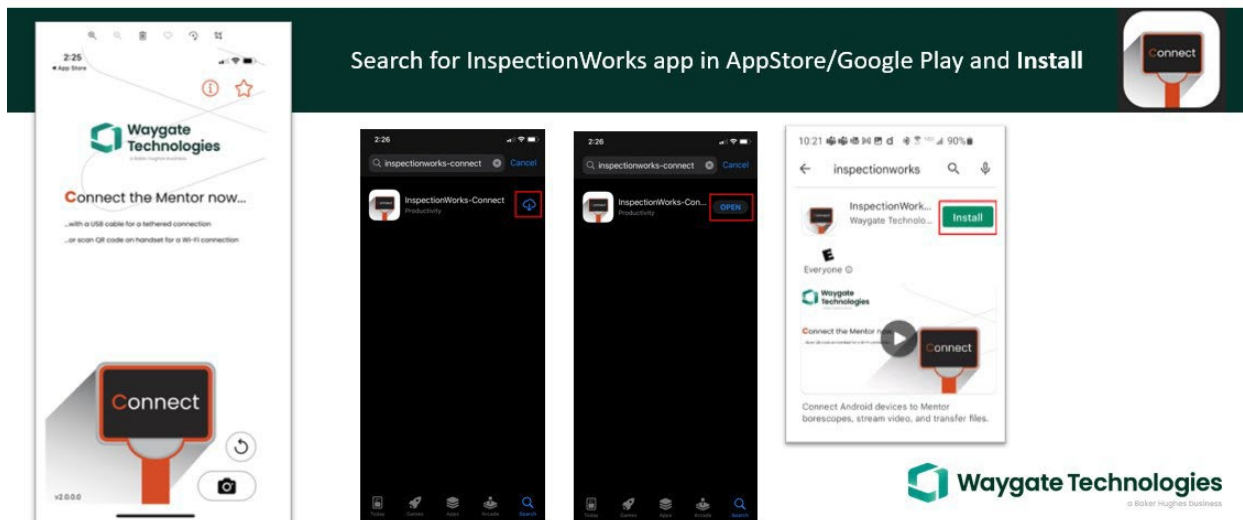 Search for InspectionWorks app in AppStore/Google Play and Install
Connect
2:25
App Store
Waygate
Technologies
a Baker Hughes business
Connect the Mentor now...
...with a USB cable for a tethered connection
...or scan QR code on handset for a Wi-Fi connection
Connect
v2.0.0.0
2:26
inspectionworks-connect
Cancel
InspectionWorks-Connect
Productivity
Today
Games
Apps
Arcade
Search
2:26
inspectionworks-connect
Cancel
InspectionWorks-Con...
OPEN
Productivity
Today
Games
Apps
Arcade
Search
10:21
90%
inspectionworks
InspectionWork...
Waygate Technolo...
Install
E
Everyone
Waygate
Technologies
Connect the Mentor now
Connect
Connect Android devices to Mentor
borescopes, stream video, and transfer files.
Waygate Technologies
a Baker Hughes business